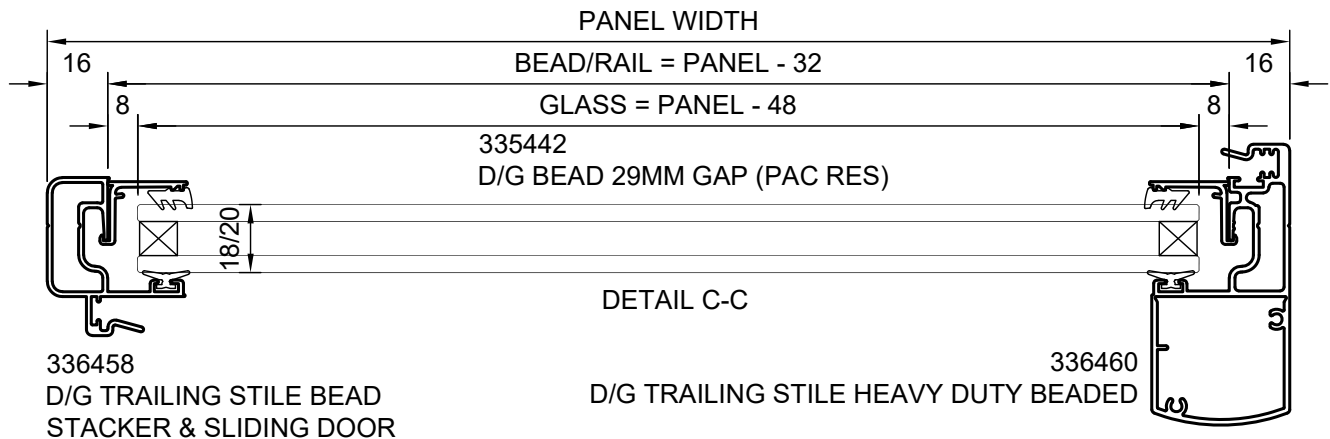 PANEL WIDTH
16
BEAD/RAIL = PANEL - 32
16
8
GLASS = PANEL - 48
8
335442
D/G BEAD 29MM GAP (PAC RES)
18/20
DETAIL C-C
336458
D/G TRAILING STILE BEAD
STACKER & SLIDING DOOR
336460
D/G TRAILING STILE HEAVY DUTY BEADED